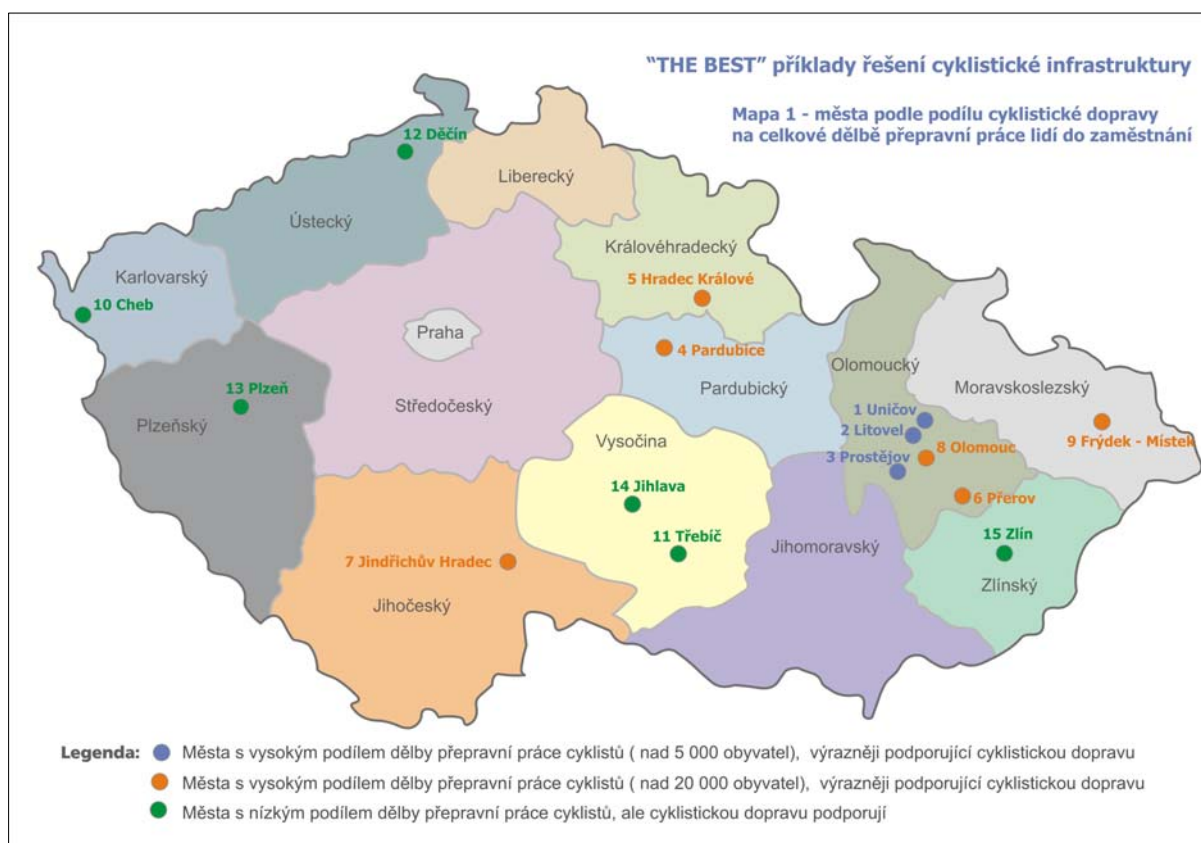 “THE BEST” příklady řešení cyklistické infrastruktury
Mapa 1 - města podle podílu cyklistické dopravy
na celkové dělbě přepravní práce lidí do zaměstnání
12 Děčín
Liberecký
Ústecký
Královéhradecký
Karlovarský
5 Hradec Králové
10 Cheb
Praha
4 Pardubice
Olomoucký
13 Plzeň
Pardubický
Moravskoslezský
Středočeský
1 Uničov
Plzeňský
2 Litovel
Vysočina
9 Frýdek - Místek
8 Olomouc
3 Prostějov
14 Jihlava
6 Přerov
11 Třebíč
15 Zlín
Jihomoravský
7 Jindřichův Hradec
Zlínský
Jihočeský
Legenda:
Města s vysokým podílem dělby přepravní práce cyklistů ( nad 5 000 obyvatel), výrazněji podporující cyklistickou dopravu
Města s vysokým podílem dělby přepravní práce cyklistů ( nad 20 000 obyvatel), výrazněji podporující cyklistickou dopravu
Města s nízkým podílem dělby přepravní práce cyklistů, ale cyklistickou dopravu podporují